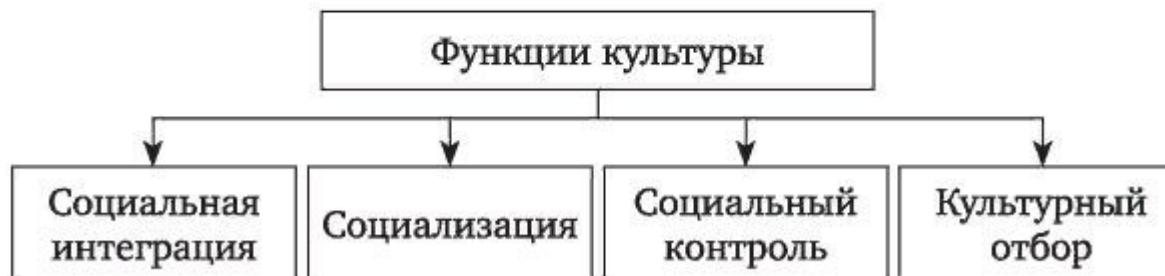 Функции культуры
Социальная
интеграция
Социализация
Социальный
контроль
Культурный
отбор